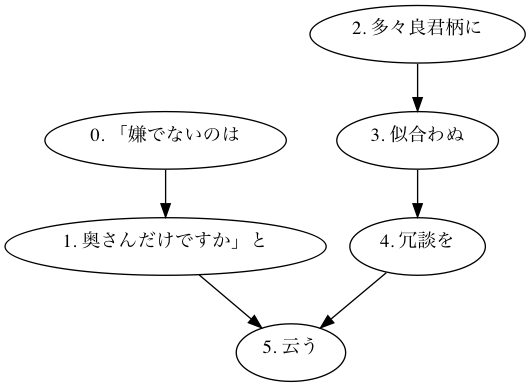 2. 多々良君柄に
0. 「嫌でないのは
3. 似合わぬ
1. 奥さんだけですか」と
4. 冗談を
5. 云う